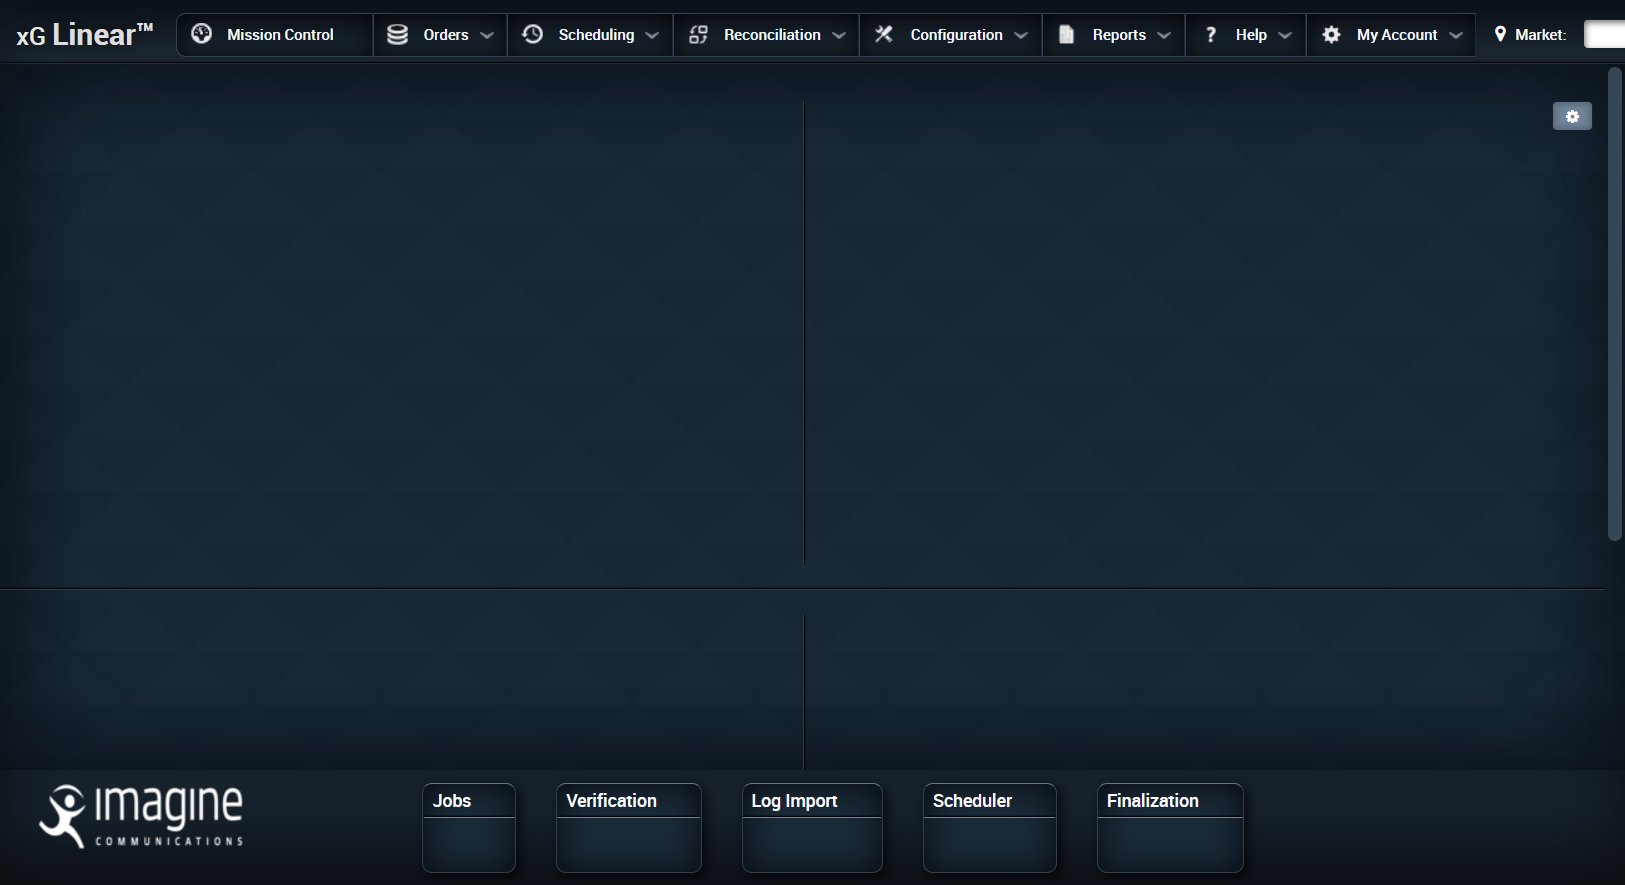 xG Linear™
Mission Control
Orders
Scheduling
Reconciliation
Configuration
Reports
? Help
My Account
Market:
imagine
COMMUNICATIONS
Jobs
Verification
Log Import
Scheduler
Finalization